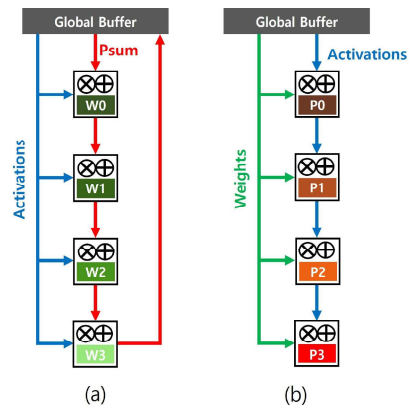 Global Buffer
Psum
Activations
W0
W1
W2
W3
(a)
Global Buffer
Activations
Weights
P0
P1
P2
P3
(b)